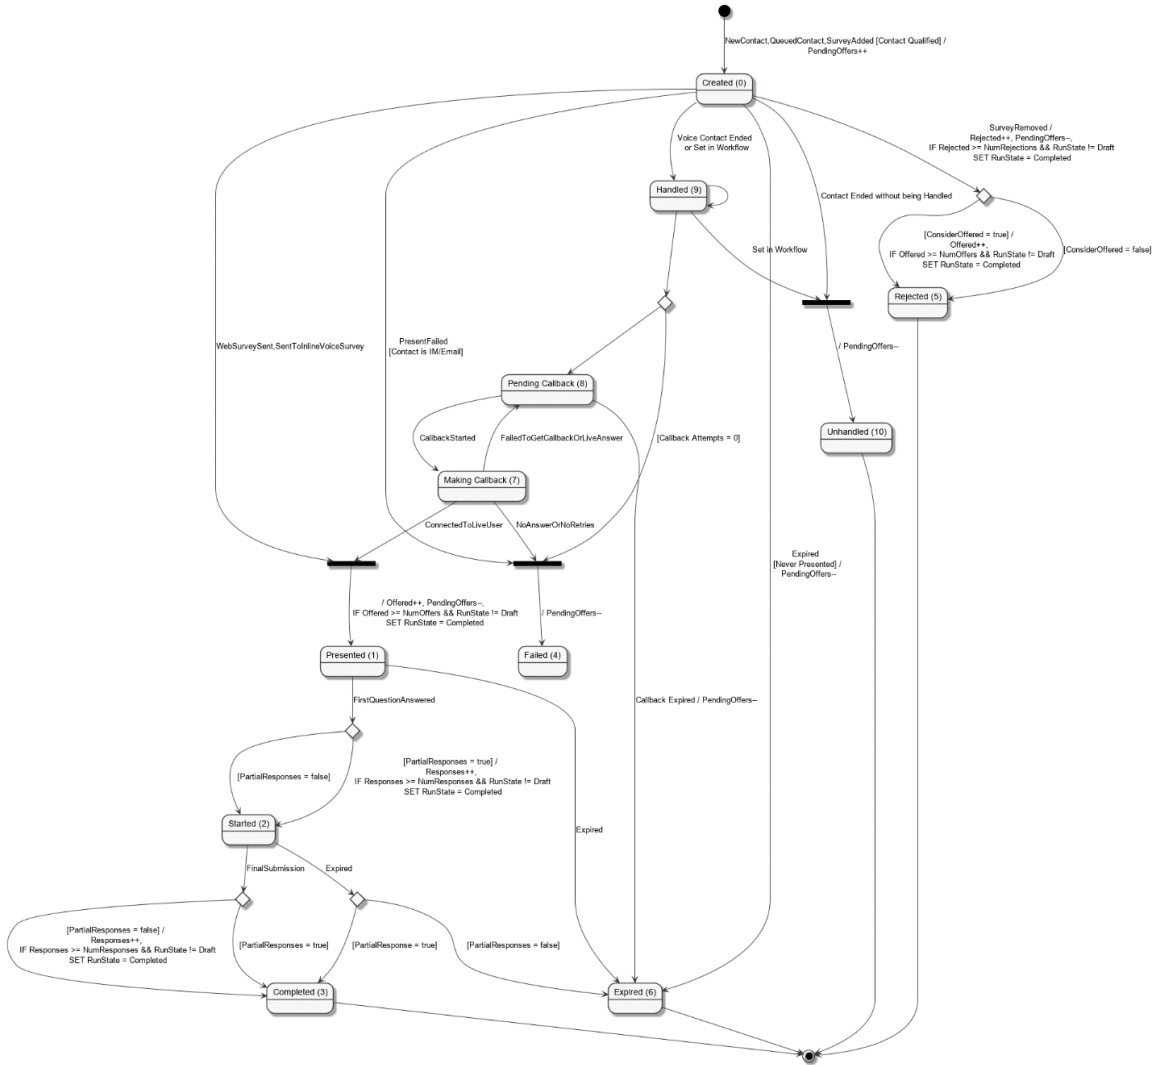 NewContact,QueuedContact,SurveyAdded [Contact Qualified] /
PendingOffers++
Created (0)
SurveyRemoved /
Rejected++, PendingOffers--,
IF Rejected >= NumRejections && RunState != Draft
SET RunState = Completed
Voice Contact Ended
or Set in Workflow
Handled (9)
Contact Ended without being Handled
[ConsiderOffered = true] /
Offered++,
IF Offered >= NumOffers && RunState != Draft
SET RunState = Completed
[ConsiderOffered = false]
Set in Workflow
Rejected (5)
WebSurveySent,SentToInlineVoiceSurvey
PresentFailed
[Contact is IM/Email]
/ PendingOffers--
Pending Callback (8)
CallbackStarted
FailedToGetCallbackOrLiveAnswer
[Callback Attempts = 0]
Unhandled (10)
Making Callback (7)
ConnectedToLiveUser
NoAnswerOrNoRetries
Expired
[Never Presented] /
PendingOffers--
/ Offered++, PendingOffers--,
IF Offered >= NumOffers && RunState != Draft
SET RunState = Completed
/ PendingOffers--
Presented (1)
Failed (4)
FirstQuestionAnswered
Callback Expired / PendingOffers--
[PartialResponses = false]
[PartialResponses = true] /
Responses++,
IF Responses >= NumResponses && RunState != Draft
SET RunState = Completed
Started (2)
Expired
FinalSubmission
Expired
[PartialResponses = false] /
Responses++,
IF Responses >= NumResponses && RunState != Draft
SET RunState = Completed
[PartialResponses = true]
[PartialResponse = true]
[PartialResponses = false]
Completed (3)
Expired (6)